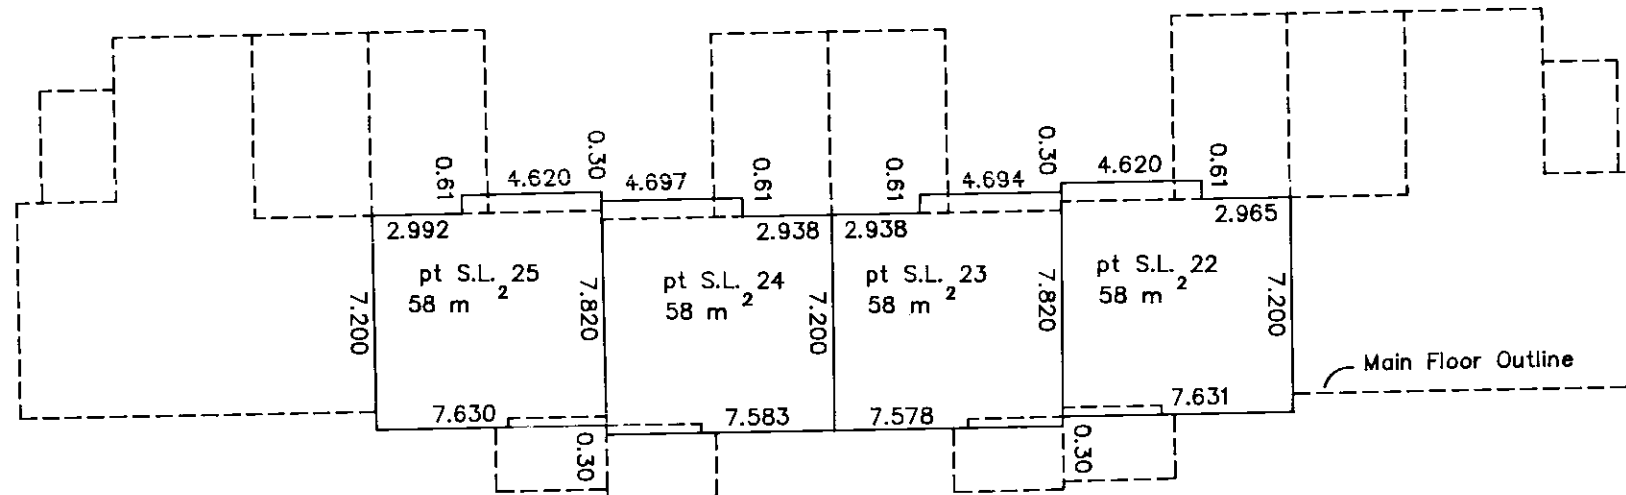 0.30
0.30
0.61
4.620
4.697
0.61
0.61
4.694
4.620
0.61
2.992
2.938
2.938
2.965
pt S.L. 25
58 m 2
pt S.L. 24
58 m 2
pt S.L. 23
58 m 2
pt S.L. 22
58 m 2
7.200
7.820
7.200
7.820
7.200
Main Floor Outline
7.630
7.583
7.578
7.631
0.30
0.30